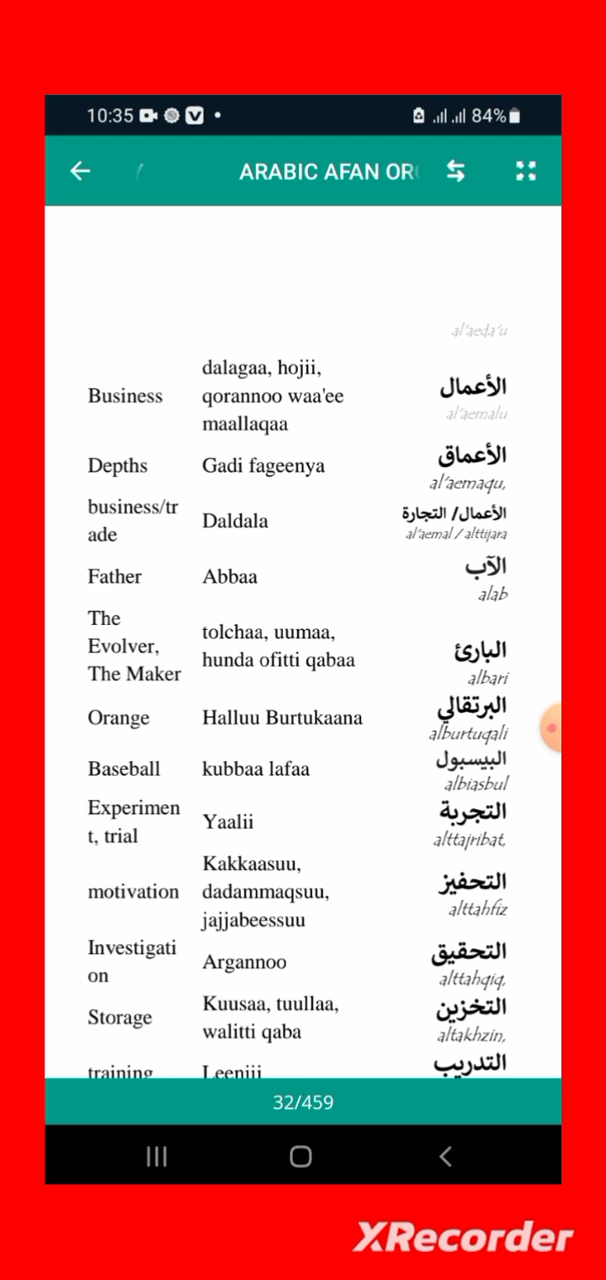 10:35
84%
ARABIC AFAN OR
al'aeda'u
Business
dalagaa, hojii,
qorannoo waa'ee
maallaqaa
الأعمال
al'aemalu
Depths
Gadi fageenya
الأعماق
al'aemaqu,
business/tr
ade
Daldala
الأعمال/ التجارة
al'aemal / alttijara
Father
Abbaa
الآب
alab
The
Evolver,
The Maker
tolchaa, uumaa,
hunda ofitti qabaa
البارئ
albari
Orange
Halluu Burtukaana
البرتقالي
alburtuqali
Baseball
kubbaa lafaa
البيسبول
albiasbul
Experimen
t, trial
Yaalii
التجربة
alttajribat,
motivation
Kakkaasuu,
dadammaqsuu,
jajjabeessuu
التحفيز
alttahfiz
Investigati
on
Argannoo
التحقيق
alttahqiq,
Storage
Kuusaa, tuullaa,
walitti qaba
التخزين
altakhzin,
training
Leenjii
التدريب
32/459
XRecorder